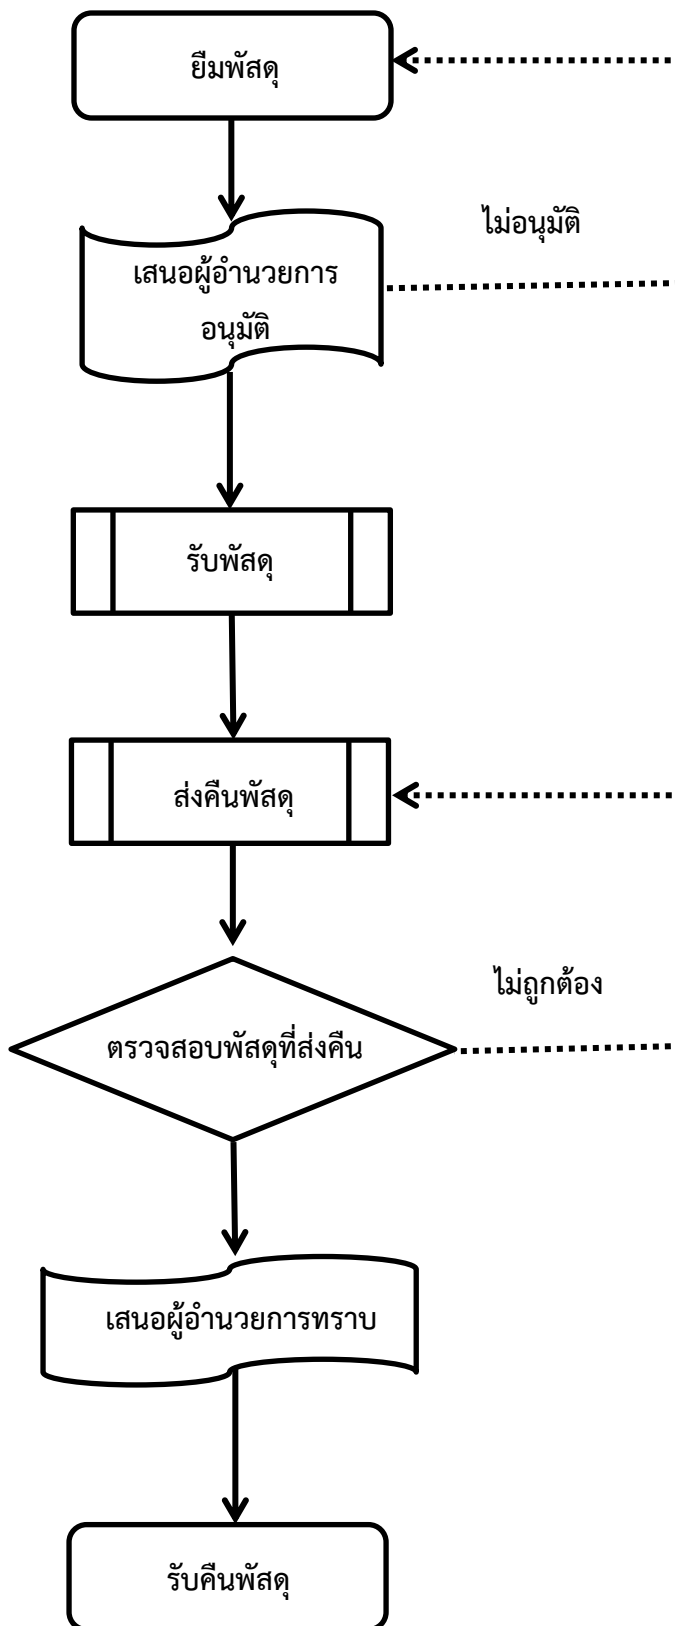 ยืมพัสดุ
ไม่อนุมัติ
เสนอผู้อำนวยการ
อนุมัติ
รับพัสดุ
ส่งคืนพัสดุ
ไม่ถูกต้อง
ตรวจสอบพัสดุที่ส่งคืน
เสนอผู้อำนวยการทราบ
รับคืนพัสดุ